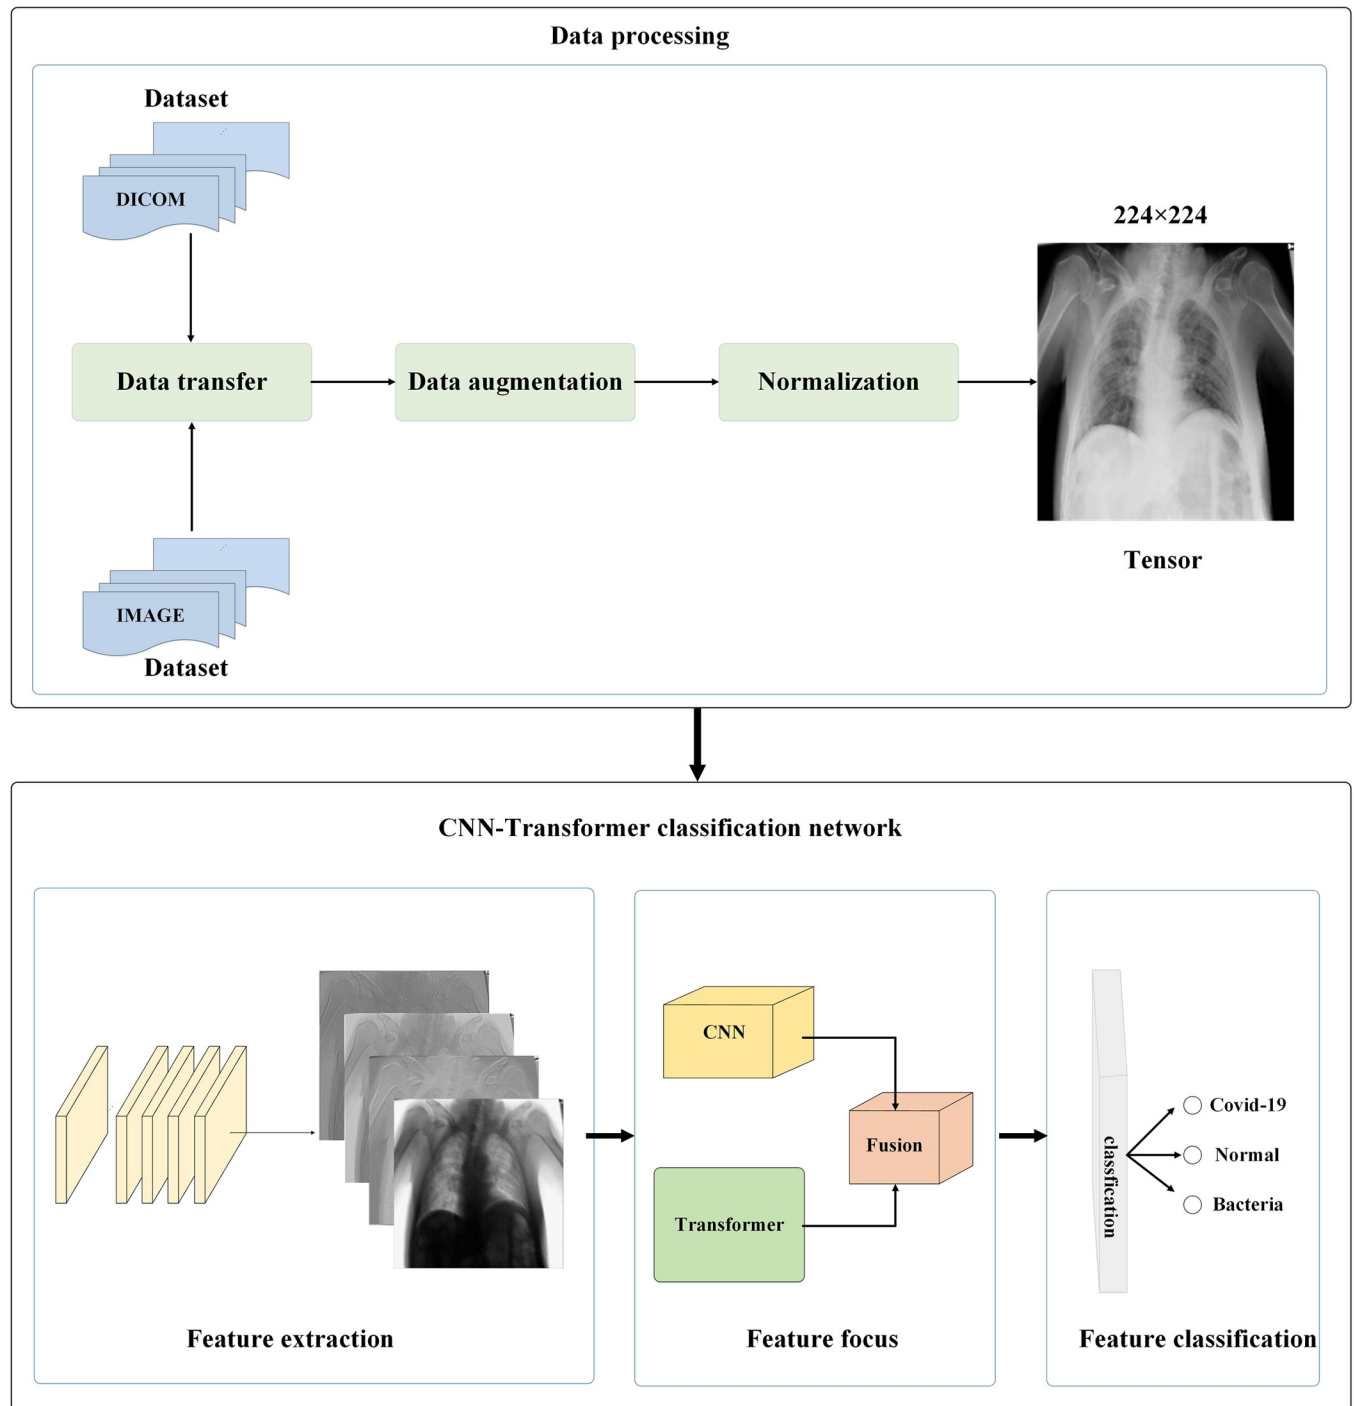 Data processing
Dataset
DICOM
224×224
Data transfer
Data augmentation
Normalization
IMAGE
Dataset
Tensor
CNN-Transformer classification network
CNN
Transformer
Fusion
classfication
Covid-19
Normal
Bacteria
Feature extraction
Feature focus
Feature classification